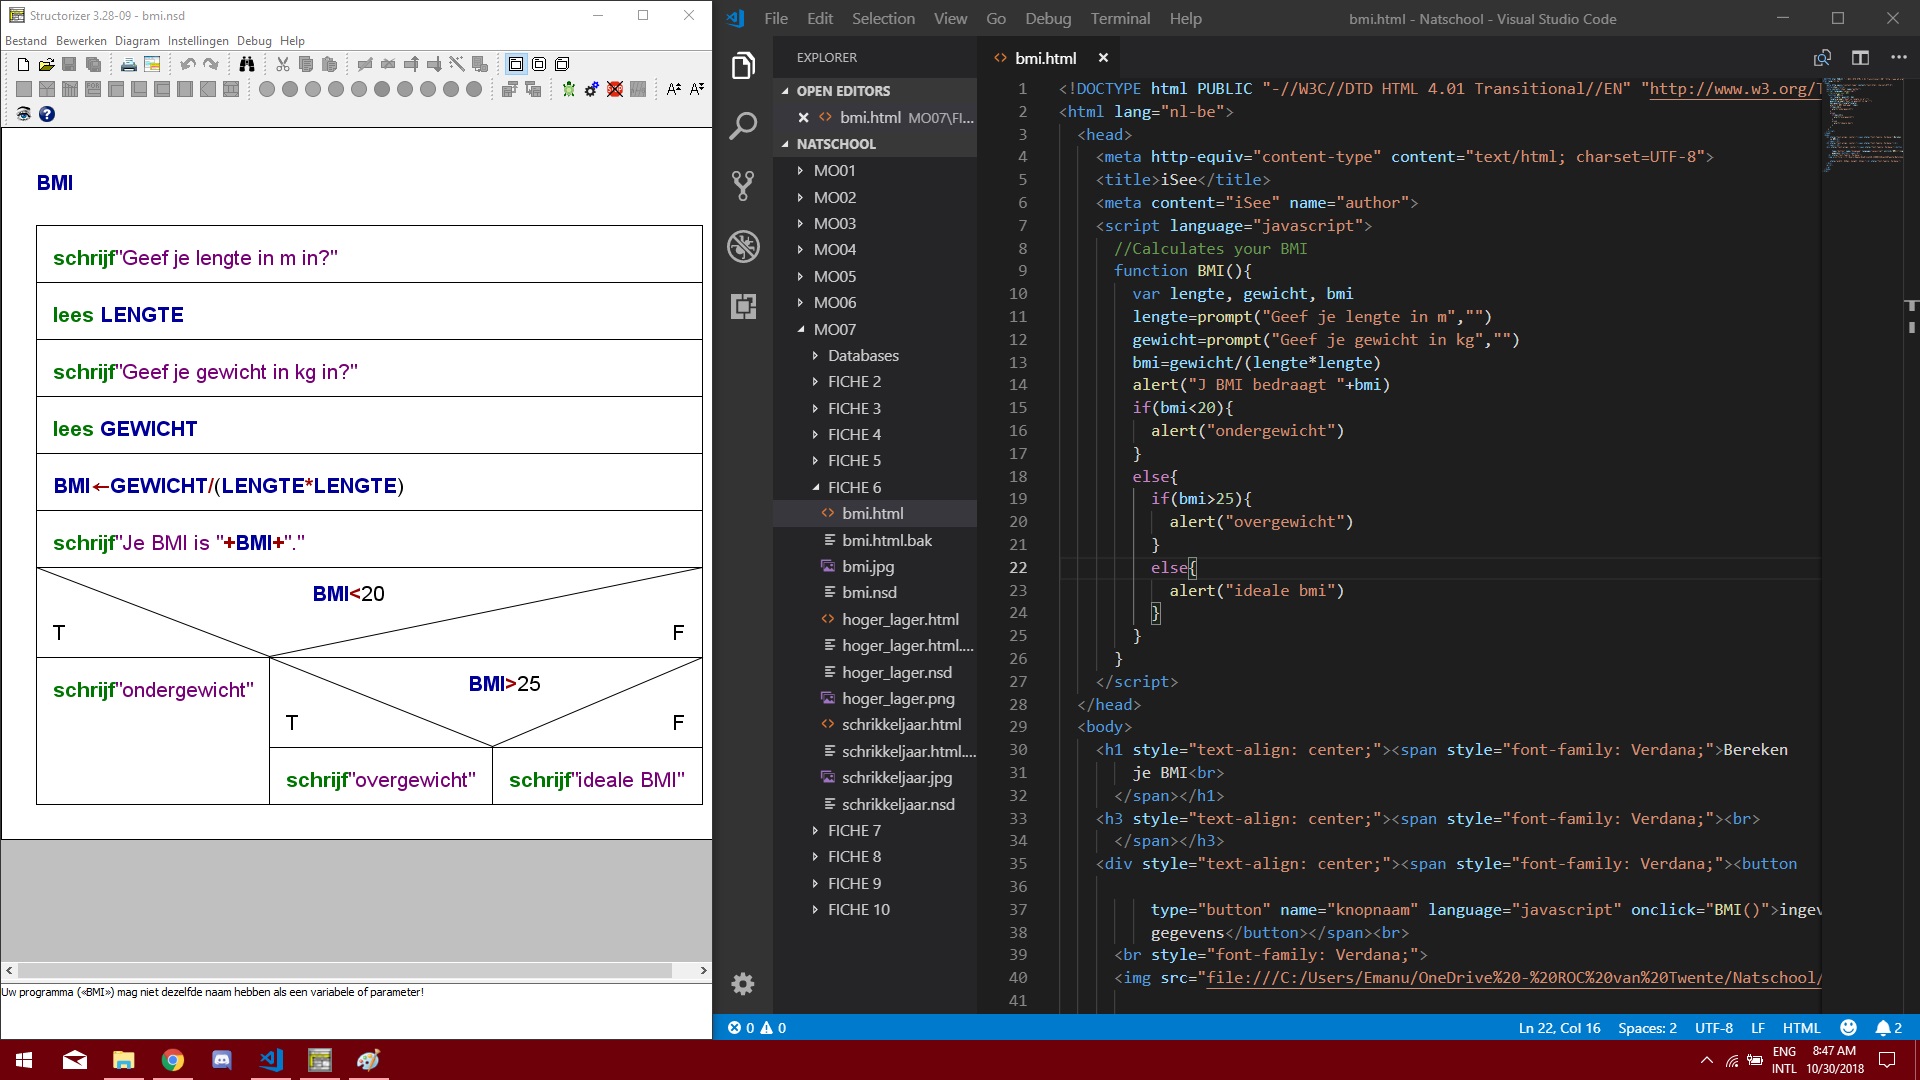 Structorizer 3.28-09 - bmi.nsd
Bestand Bewerken Diagram Instellingen Debug Help
BMI
schrijf"Geef je lengte in m in?"
lees LENGTE
schrijf"Geef je gewicht in kg in?"
lees GEWICHT
BMI←GEWICHT/(LENGTE*LENGTE)
schrijf"Je BMI is "+BMI+"."
BMI<20
T F
schrijf"ondergewicht"
BMI>25
T F
schrijf"overgewicht" schrijf"ideale BMI"
Uw programma («BMI») mag niet dezelfde naam hebben als een variabele of parameter!
File Edit Selection View Go Debug Terminal Help
bmi.html - Natschool - Visual Studio Code
EXPLORER
OPEN EDITORS
bmi.html MO07\FI...
NATSCHOOL
MO01
MO02
MO03
MO04
MO05
MO06
MO07
Databases
FICHE 2
FICHE 3
FICHE 4
FICHE 5
FICHE 6
bmi.html
bmi.html.bak
bmi.jpg
bmi.nsd
hoger_lager.html
hoger_lager.html....
hoger_lager.nsd
hoger_lager.png
schrikkeljaar.html
schrikkeljaar.html....
schrikkeljaar.jpg
schrikkeljaar.nsd
FICHE 7
FICHE 8
FICHE 9
FICHE 10
bmi.html
1 <!DOCTYPE html PUBLIC "-//W3C//DTD HTML 4.01 Transitional//EN" "http://www.w3.org/T
2 <html lang="nl-be">
3 <head>
4 <meta http-equiv="content-type" content="text/html; charset=UTF-8">
5 <title>iSee</title>
6 <meta content="iSee" name="author">
7 <script language="javascript">
8 //Calculates your BMI
9 function BMI(){
10 var lengte, gewicht, bmi
11 lengte=prompt("Geef je lengte in m","")
12 gewicht=prompt("Geef je gewicht in kg","")
13 bmi=gewicht/(lengte*lengte)
14 alert("J BMI bedraagt "+bmi)
15 if(bmi<20){
16 alert("ondergewicht")
17 }
18 else{
19 if(bmi>25){
20 alert("overgewicht")
21 }
22 else{
23 alert("ideale bmi")
24 }
25 }
26 }
27 </script>
28 </head>
29 <body>
30 <h1 style="text-align: center;"><span style="font-family: Verdana;">Bereken
31 je BMI<br>
32 </span></h1>
33 <h3 style="text-align: center;"><span style="font-family: Verdana;"><br>
34 </span></h3>
35 <div style="text-align: center;"><span style="font-family: Verdana;"><button
36
37 type="button" name="knopnaam" language="javascript" onclick="BMI()">ingev
38 gegevens</button></span><br>
39 <br style="font-family: Verdana;">
40 <img src="file:///C:/Users/Emanu/OneDrive%20-%20ROC%20van%20Twente/Natschool/
41
0 0
Ln 22, Col 16 Spaces: 2 UTF-8 LF HTML 2
ENG
INTL
8:47 AM
10/30/2018